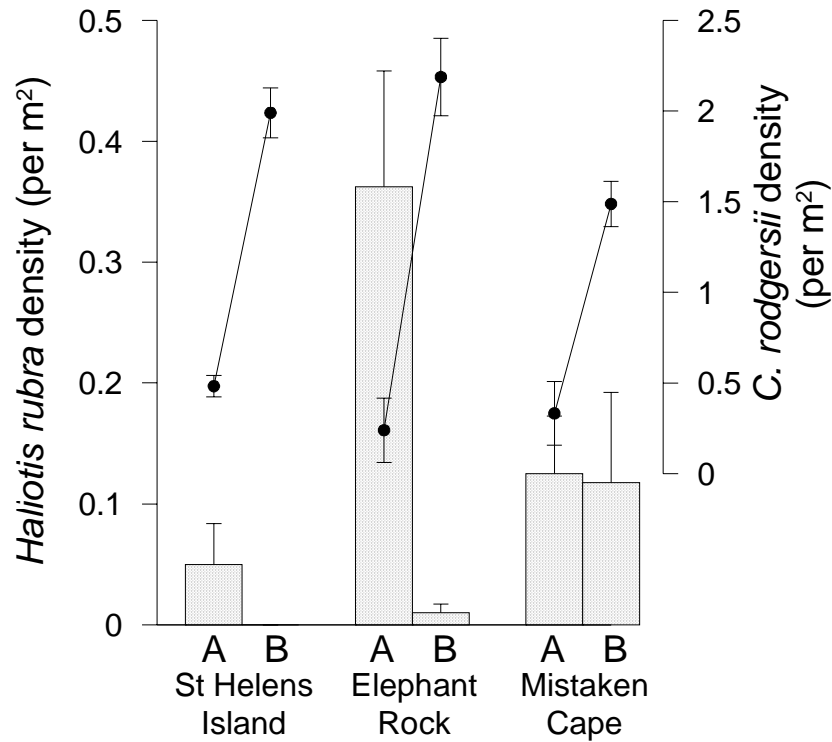 Haliotis rubra density (per m²)
0.5
0.4
0.3
0.2
0.1
0
2.5
2
1.5
1
0.5
0
C. rodgersii density
(per m²)
A B A B A B
St Helens Elephant Mistaken
Island Rock Cape